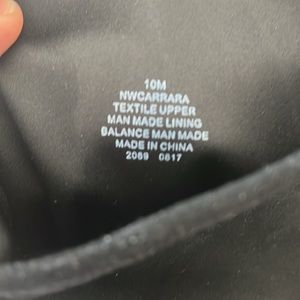 10M
NWCARRARA
TEXTILE UPPER
MAN MADE LINING
BALANCE MAN MADE
MADE IN CHINA
2069 0817